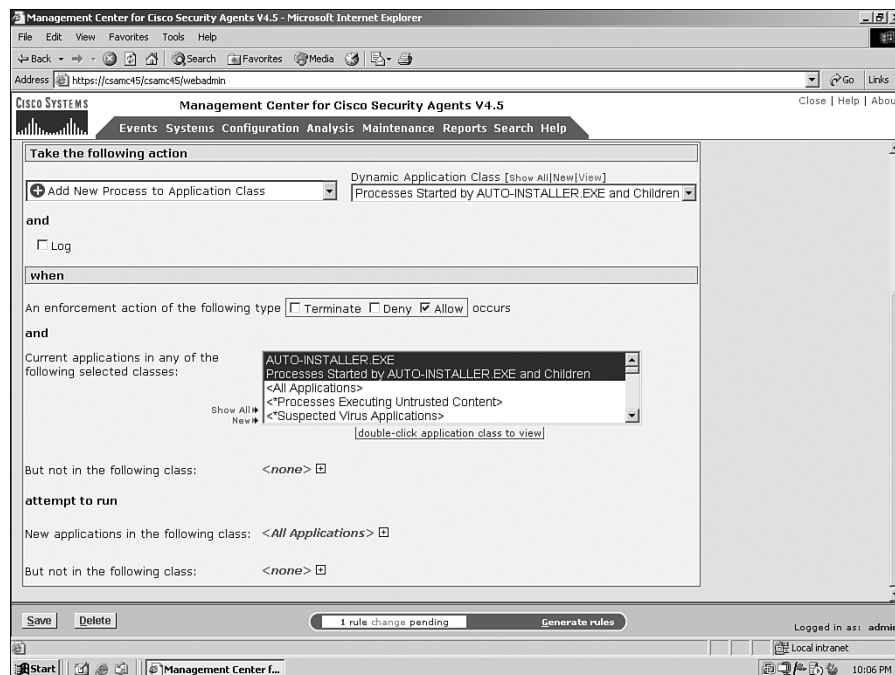 Management Center for Cisco Security Agents V4.5 - Microsoft Internet Explorer
File Edit View Favorites Tools Help
Back Search Favorites Media
Address https://csamc45/csamc45/webadmin Go Links
CISCO SYSTEMS Management Center for Cisco Security Agents V4.5 Close | Help | Abou
Events Systems Configuration Analysis Maintenance Reports Search Help
Take the following action
Dynamic Application Class [Show All|New|View]
Add New Process to Application Class Processes Started by AUTO-INSTALLER.EXE and Children
and
Log
when
An enforcement action of the following type Terminate Deny Allow occurs
and
Current applications in any of the
following selected classes:
AUTO-INSTALLER.EXE
Processes Started by AUTO-INSTALLER.EXE and Children
<All Applications>
<*Processes Executing Untrusted Content>
<*Suspected Virus Applications>
Show All
New
double-click application class to view
But not in the following class: <none>
attempt to run
New applications in the following class: <All Applications>
But not in the following class: <none>
Save Delete 1 rule change pending Generate rules Logged in as: admin
Local intranet
Start Management Center f... 10:06 PM